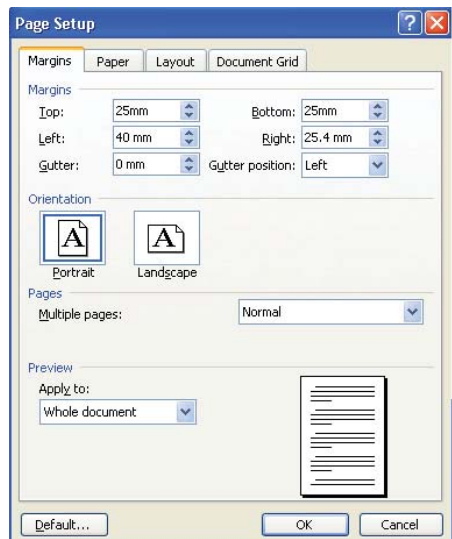 Page Setup
Margins Paper Layout Document Grid
Margins
Top: 25mm Bottom: 25mm
Left: 40 mm Right: 25.4 mm
Gutter: 0 mm Gutter position: Left
Orientation
A A
Portrait Landscape
Pages
Multiple pages: Normal
Preview
Apply to:
Whole document
Default... OK Cancel